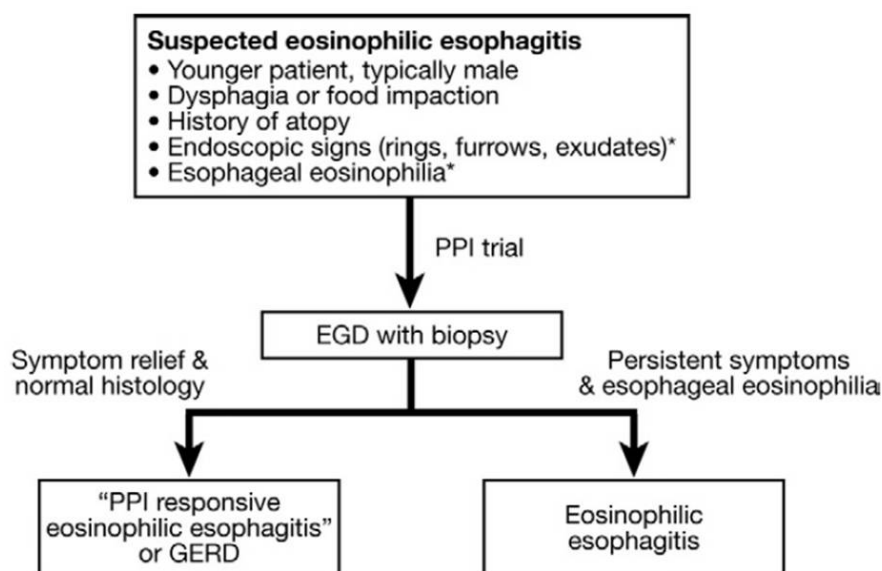 Suspected eosinophilic esophagitis
• Younger patient, typically male
• Dysphagia or food impaction
• History of atopy
• Endoscopic signs (rings, furrows, exudates)*
• Esophageal eosinophilia*
PPI trial
EGD with biopsy
Symptom relief &
normal histology
Persistent symptoms
& esophageal eosinophilia
“PPI responsive
eosinophilic esophagitis”
or GERD
Eosinophilic
esophagitis